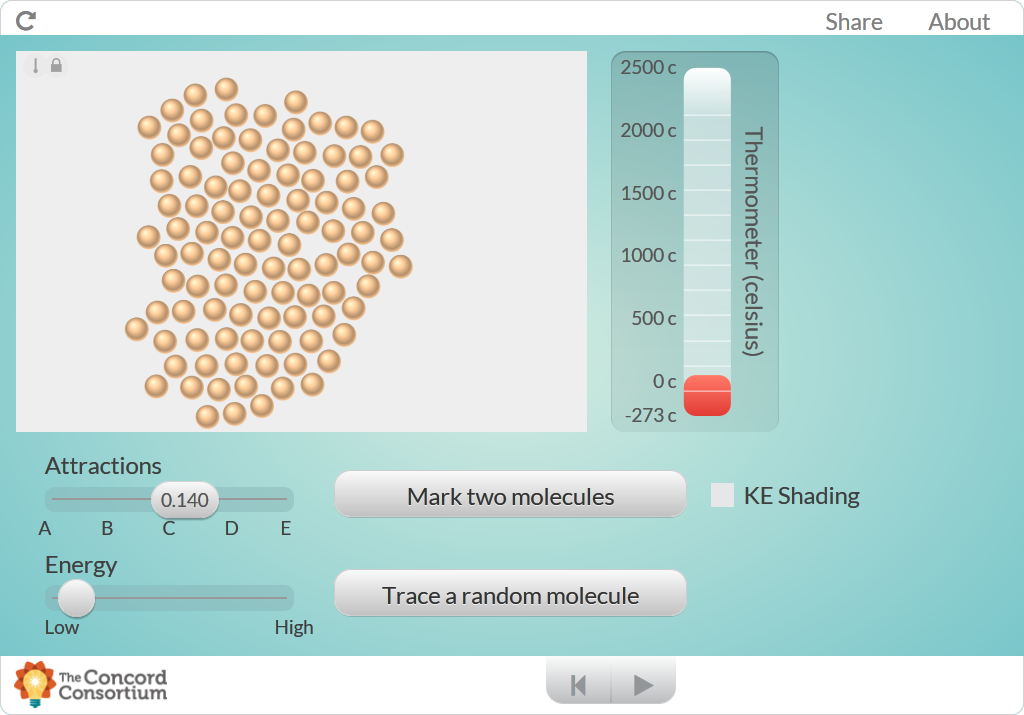 Share About
2500 c
2000 c
1500 c
1000 c
500 c
0 c
-273 c
Thermometer (celsius)
Attractions
0.140
A B C D E
Mark two molecules
KE Shading
Energy
Low High
Trace a random molecule
The Concord
Consortium